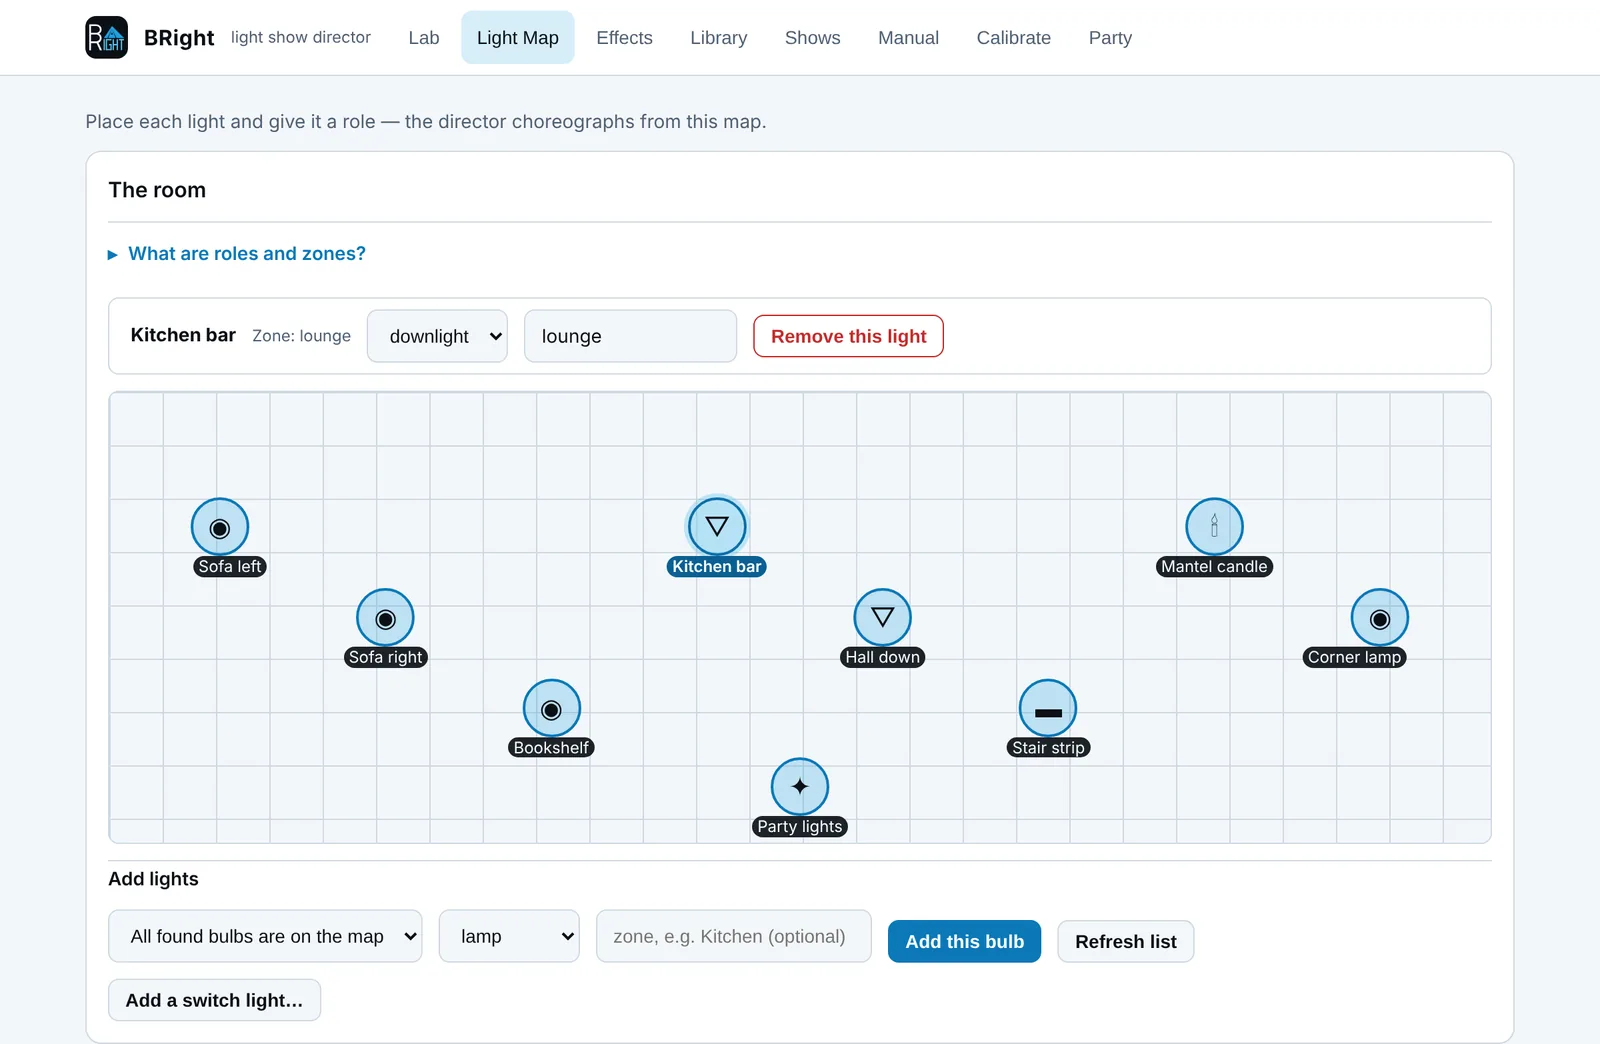 RIGHT BRight light show director Lab Light Map Effects Library Shows Manual Calibrate Party
Place each light and give it a role — the director choreographs from this map.
The room
What are roles and zones?
Kitchen bar Zone: lounge downlight lounge Remove this light
Sofa left
Kitchen bar
Mantel candle
Sofa right
Hall down
Corner lamp
Bookshelf
Stair strip
Party lights
Add lights
All found bulbs are on the map lamp zone, e.g. Kitchen (optional) Add this bulb Refresh list
Add a switch light...